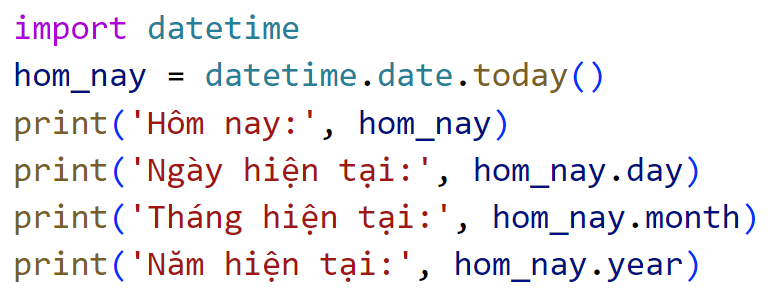 import datetime
hom_nay = datetime.date.today()
print('Hôm nay:', hom_nay)
print('Ngày hiện tại:', hom_nay.day)
print('Tháng hiện tại:', hom_nay.month)
print('Năm hiện tại:', hom_nay.year)